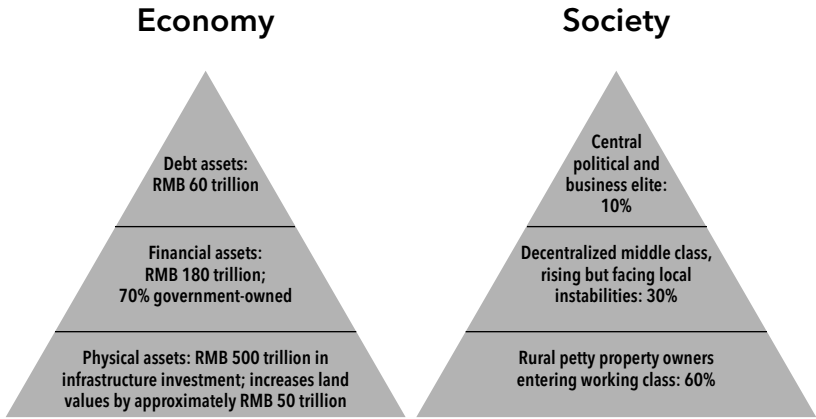 Economy
Debt assets:
RMB 60 trillion
Financial assets:
RMB 180 trillion;
70% government-owned
Physical assets: RMB 500 trillion in
infrastructure investment; increases land
values by approximately RMB 50 trillion
Society
Central
political and
business elite:
10%
Decentralized middle class,
rising but facing local
instabilities: 30%
Rural petty property owners
entering working class: 60%